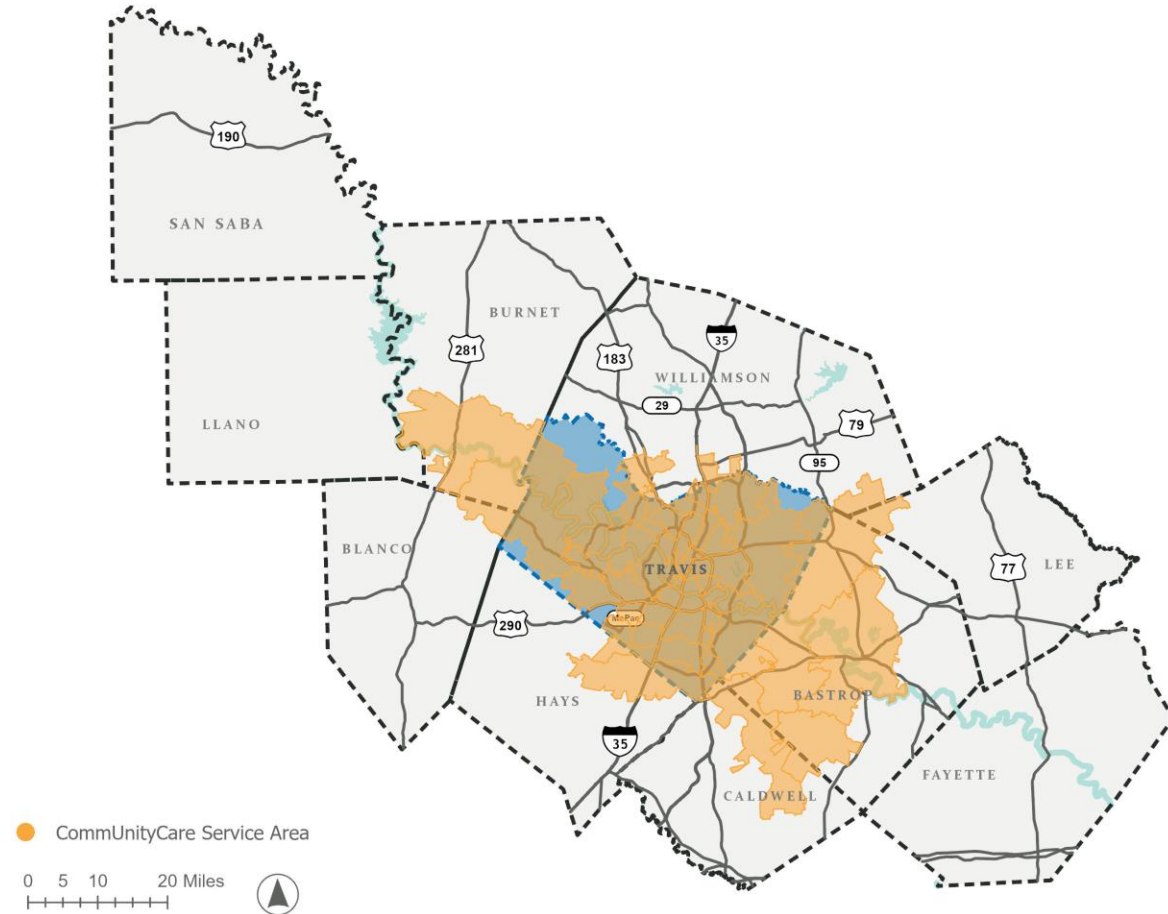 190
SAN SABA
BURNET
281
183
35
WILLIAMSON
29
79
LLANO
95
BLANCO
TRAVIS
77
LEE
290
MoPac
HAYS
BASTROP
35
FAYETTE
CALDWELL
CommUnityCare Service Area
0 5 10 20 Miles